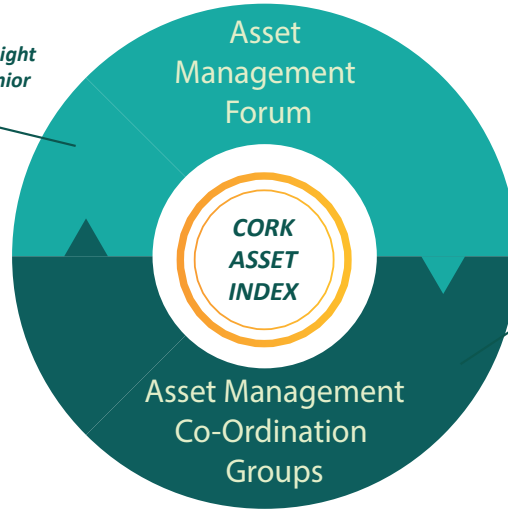 Asset
Management
Forum
CORK
ASSET
INDEX
Asset Management
Co-Ordination
Groups